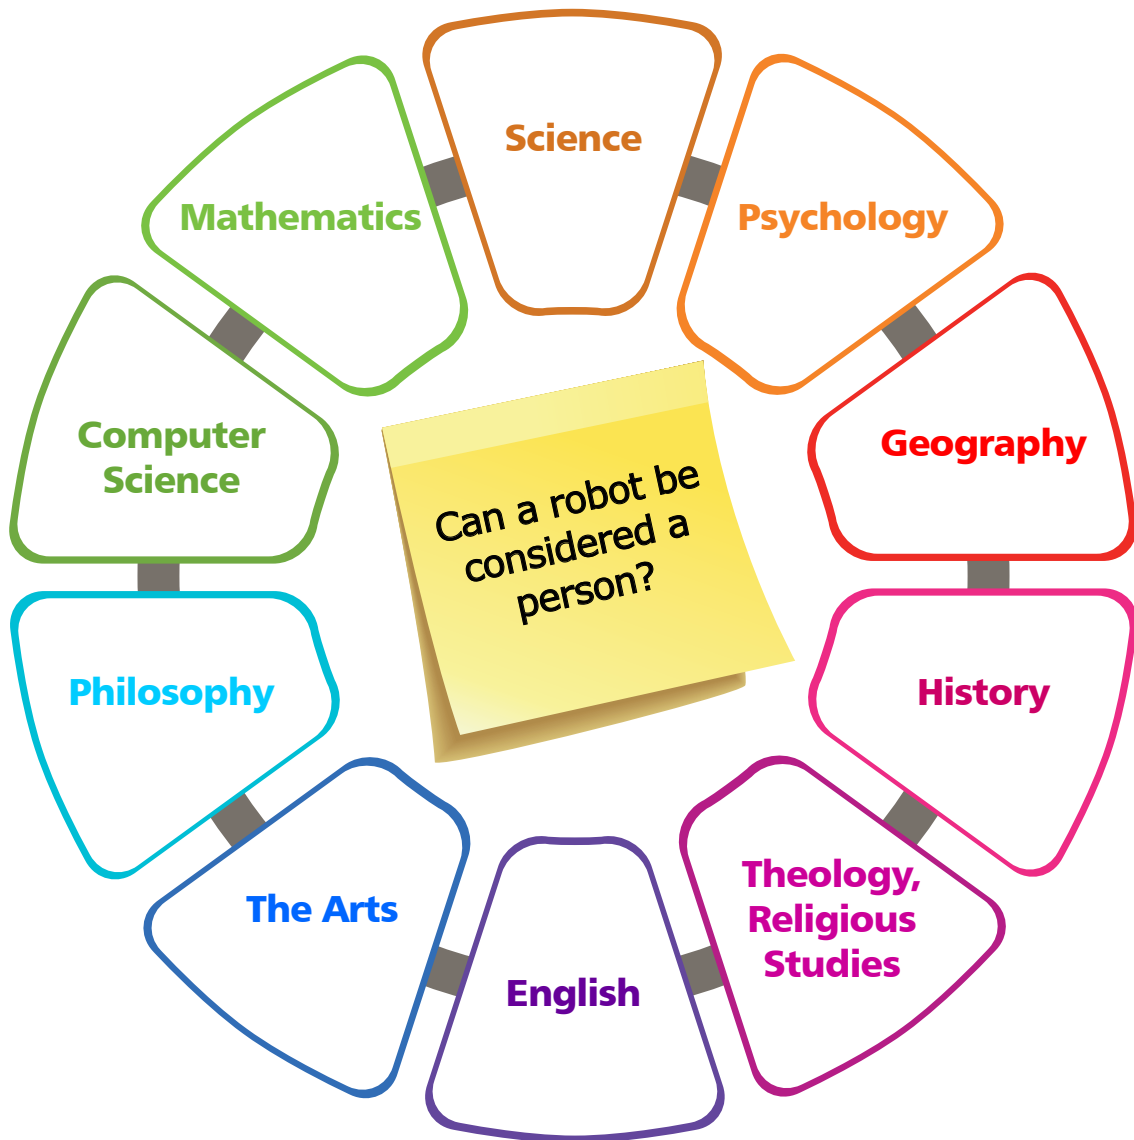 Science
Mathematics
Psychology
Computer
Science
Geography
Can a robot be
considered a
person?
Philosophy
History
The Arts
Theology,
Religious
Studies
English